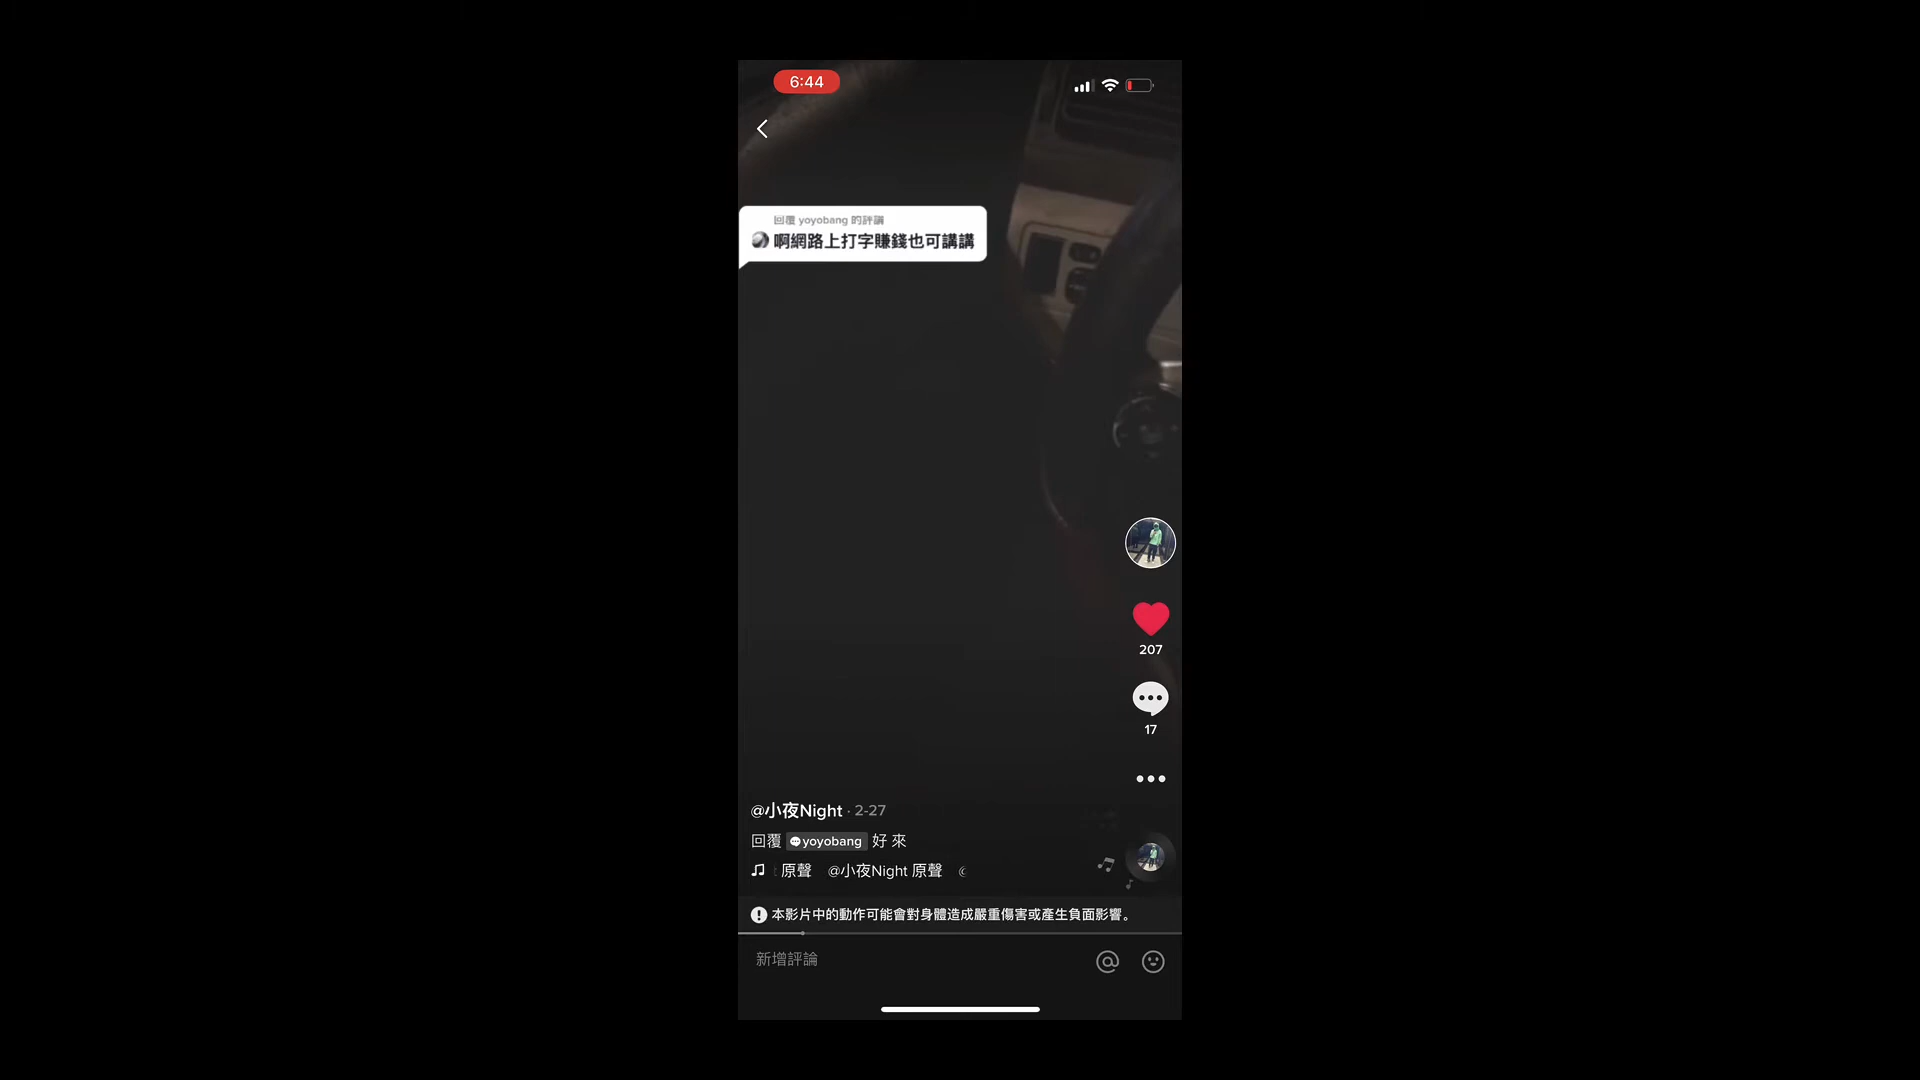 6:44
回覆 yoyobang 的評論
啊網路上打字賺錢也可講講
207
17
@小夜Night · 2-27
回覆 yoyobang 好 來
原聲 @小夜Night 原聲
本影片中的動作可能會對身體造成嚴重傷害或產生負面影響。
新增評論